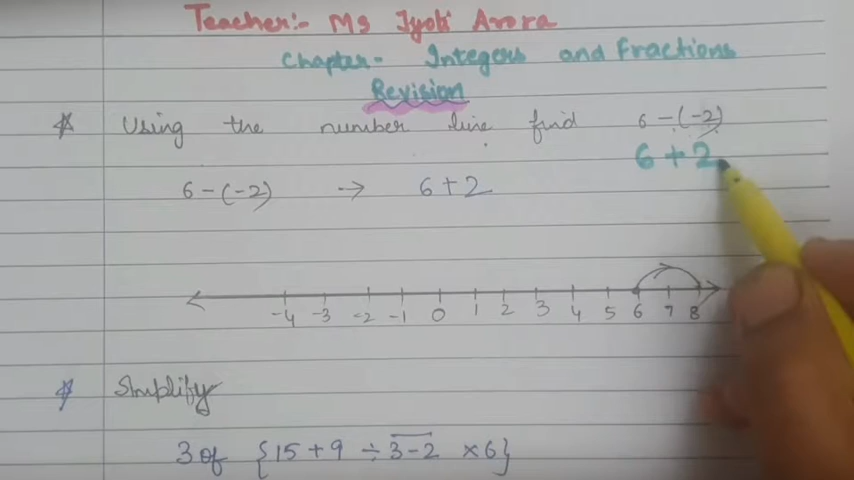 Teacher:- Ms Jyoti Arora
Chapter- Integers and Fractions
Revision
* Using the number line find 6 - (-2)
6 + 2
6 - (-2) → 6 + 2
-4 -3 -2 -1 0 1 2 3 4 5 6 7 8
* Simplify
3 of {15 + 9 ÷ 3̅ ̅-̅ ̅2̅ × 6}